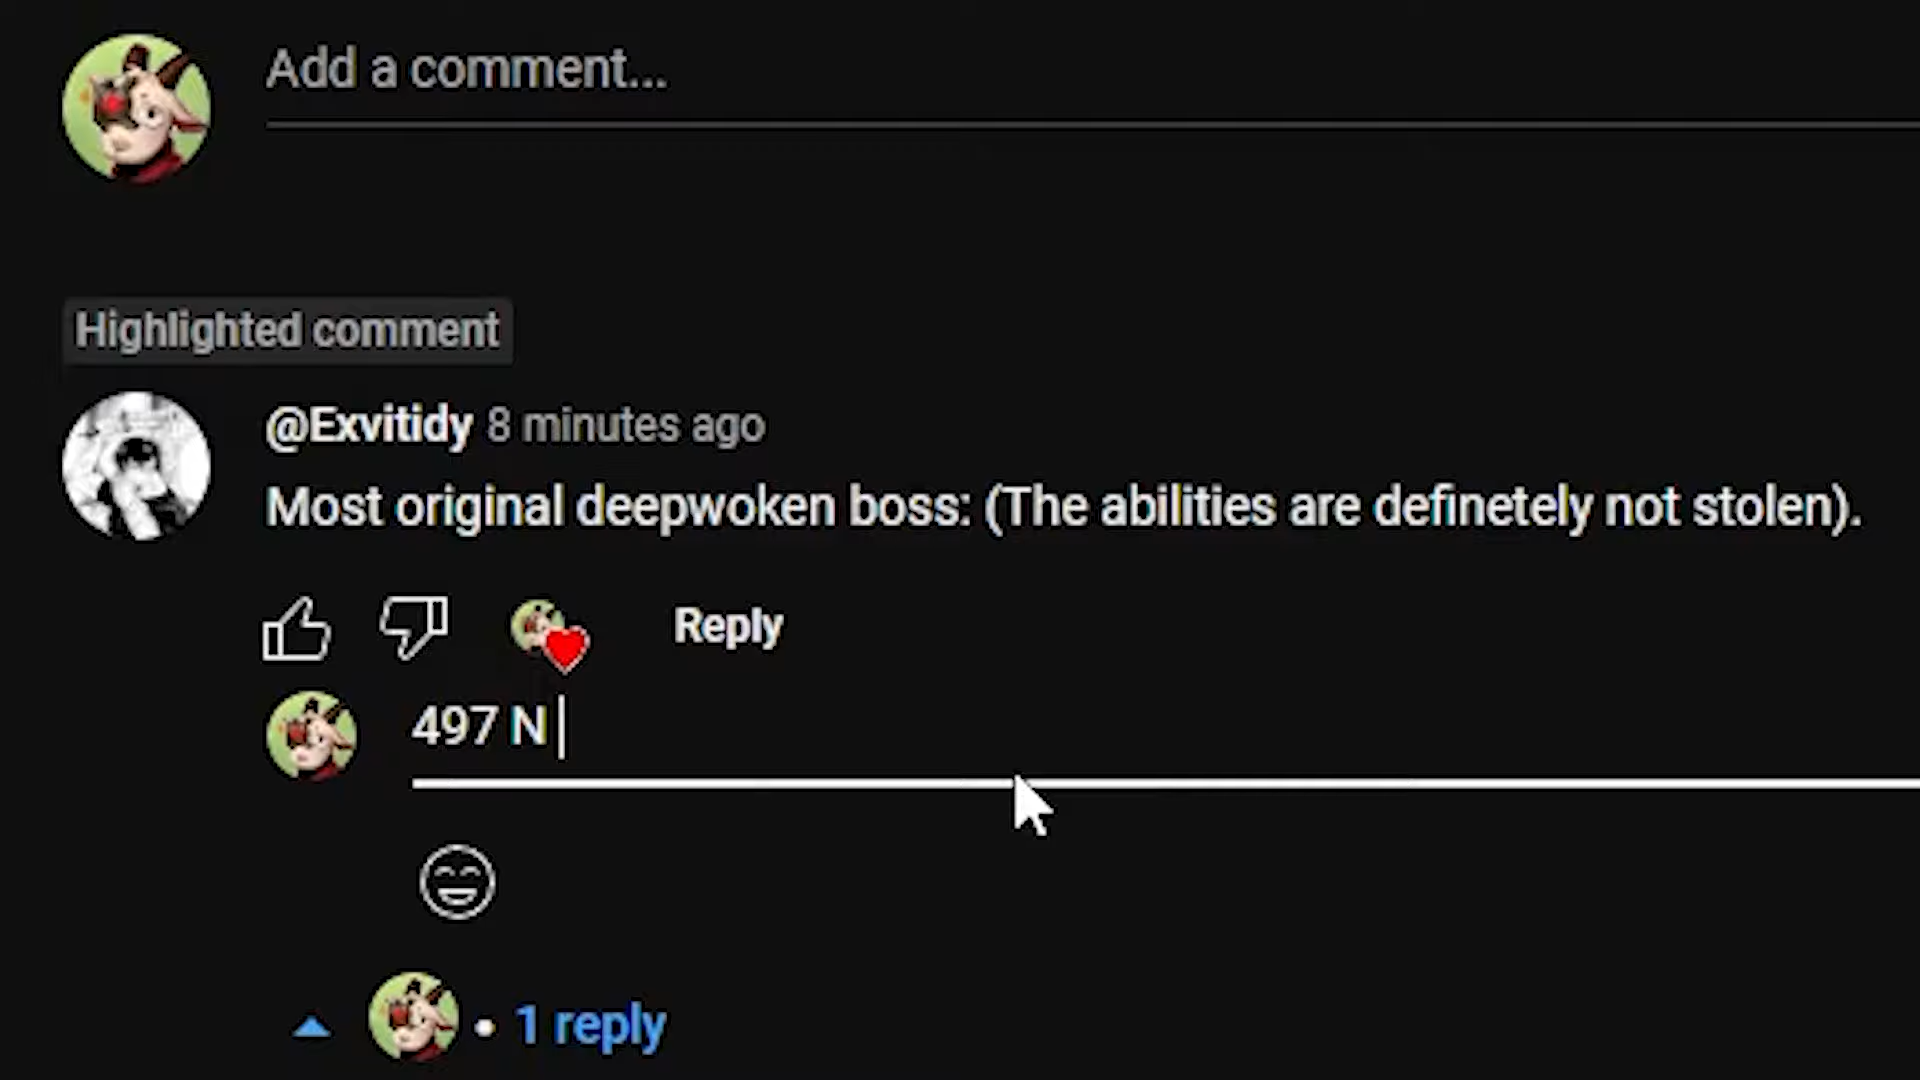 Add a comment...
Highlighted comment
@Exvitidy 8 minutes ago
Most original deepwoken boss: (The abilities are definetely not stolen).
Reply
497 N
1 reply